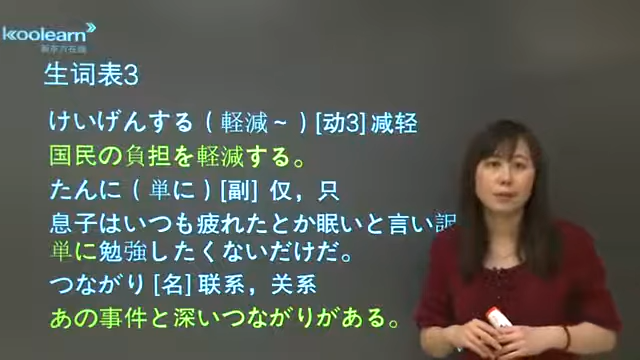 koolearn
新东方在线
生词表3
けいげんする（軽減～）[动3] 减轻
国民の負担を軽減する。
たんに（単に）[副] 仅，只
息子はいつも疲れたとか眠いと言い訳
単に勉強したくないだけだ。
つながり [名] 联系，关系
あの事件と深いつながりがある。